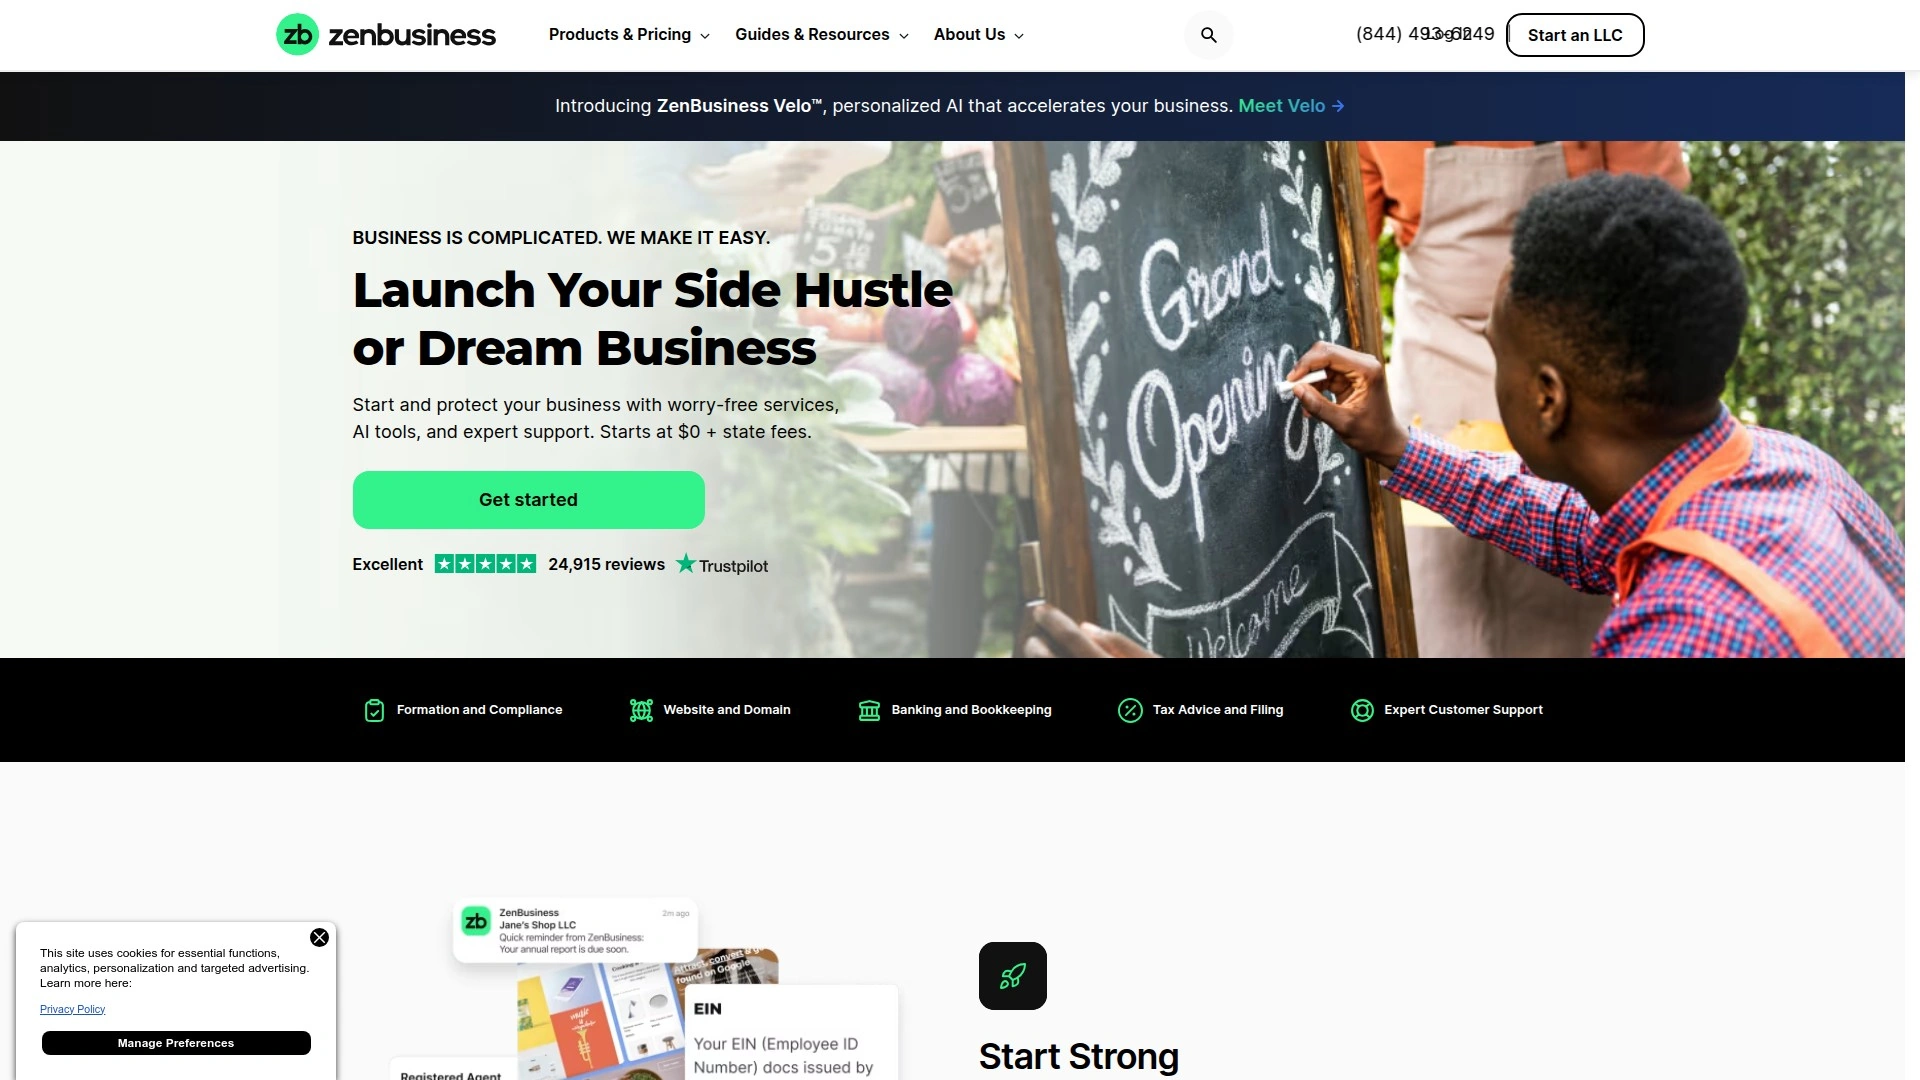 zb zenbusiness
Products & Pricing
Guides & Resources
About Us
(844) 493-6249
Log In
Start an LLC
Introducing ZenBusiness Velo™, personalized AI that accelerates your business. Meet Velo →
BUSINESS IS COMPLICATED. WE MAKE IT EASY.
Launch Your Side Hustle
or Dream Business
Start and protect your business with worry-free services,
AI tools, and expert support. Starts at $0 + state fees.
Get started
Excellent
24,915 reviews
Trustpilot
Grand
Opening
Welcome
Formation and Compliance
Website and Domain
Banking and Bookkeeping
Tax Advice and Filing
Expert Customer Support
zb
ZenBusiness
2m ago
Jane's Shop LLC
Quick reminder from ZenBusiness:
Your annual report is due soon.
found on Google
EIN
Your EIN (Employee ID
Number) docs issued by
Registered Agent
Start Strong
This site uses cookies for essential functions,
analytics, personalization and targeted advertising.
Learn more here:
Privacy Policy
Manage Preferences